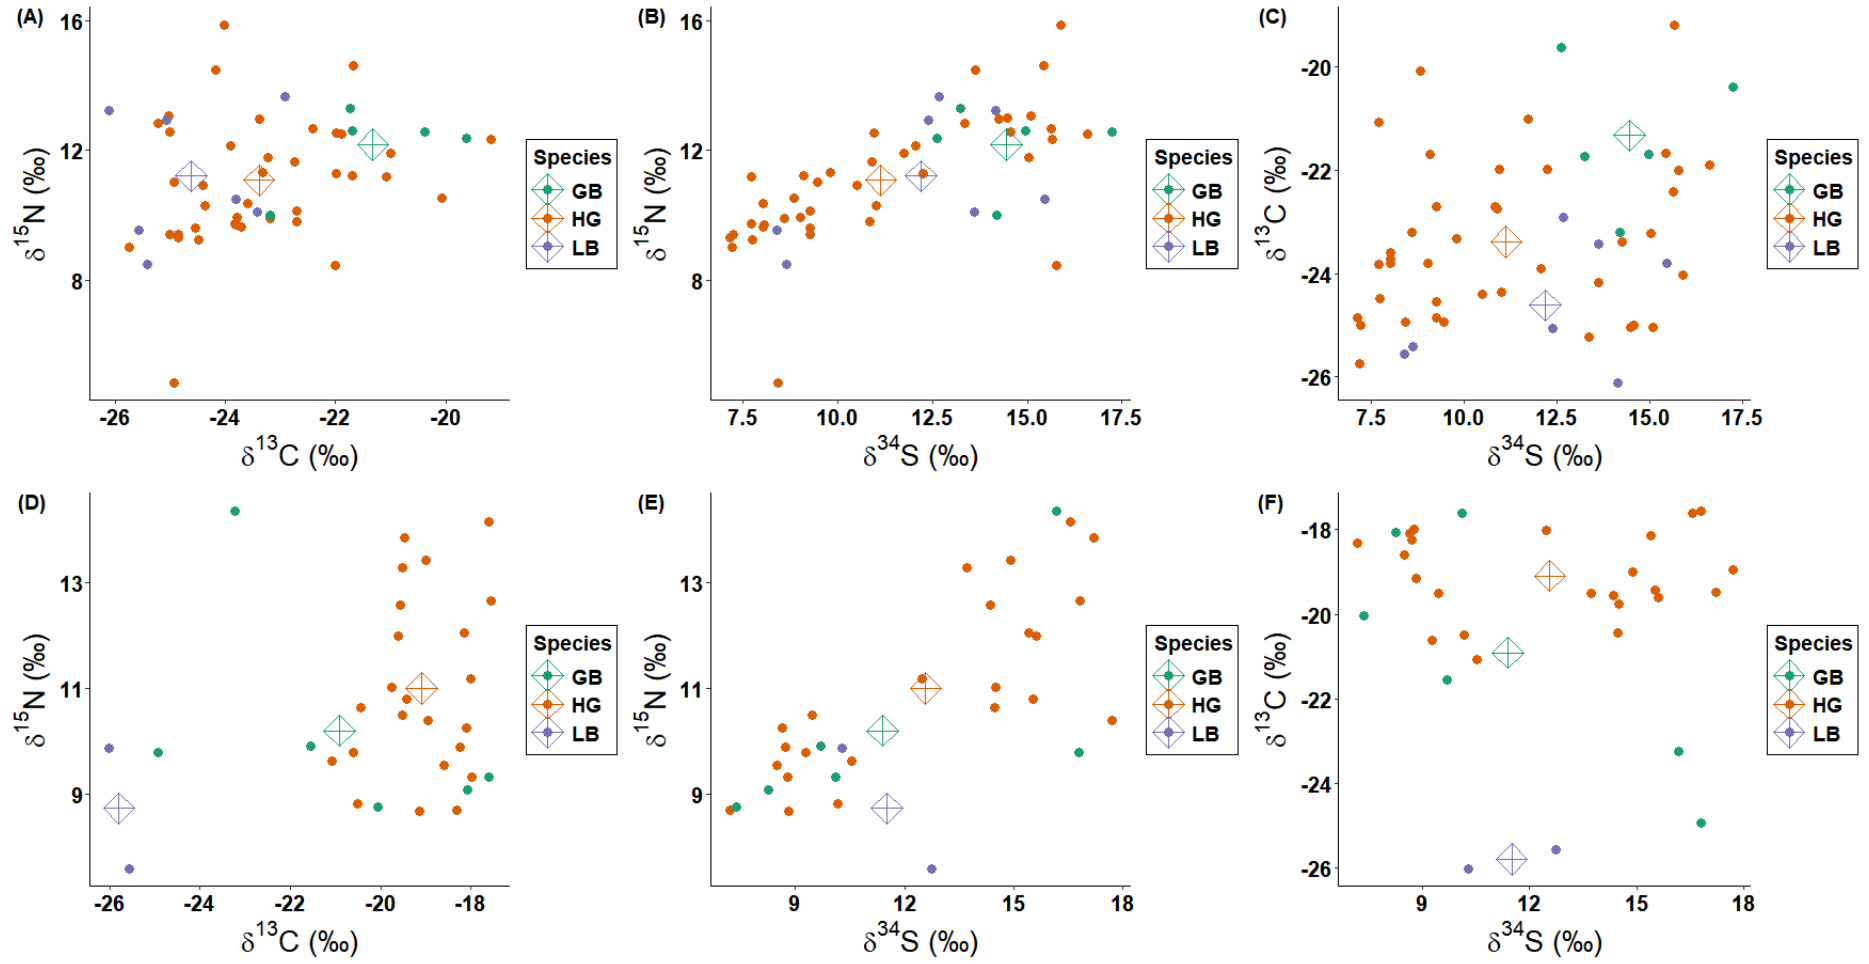 (A)
16
12
8
δ15N (‰)
-26 -24 -22 -20
δ13C (‰)
Species
GB
HG
LB
(B)
16
12
8
δ15N (‰)
7.5 10.0 12.5 15.0 17.5
δ34S (‰)
Species
GB
HG
LB
(C)
-20
-22
-24
-26
δ13C (‰)
7.5 10.0 12.5 15.0 17.5
δ34S (‰)
Species
GB
HG
LB
(D)
13
11
9
δ15N (‰)
-26 -24 -22 -20 -18
δ13C (‰)
Species
GB
HG
LB
(E)
13
11
9
δ15N (‰)
9 12 15 18
δ34S (‰)
Species
GB
HG
LB
(F)
-18
-20
-22
-24
-26
δ13C (‰)
9 12 15 18
δ34S (‰)
Species
GB
HG
LB